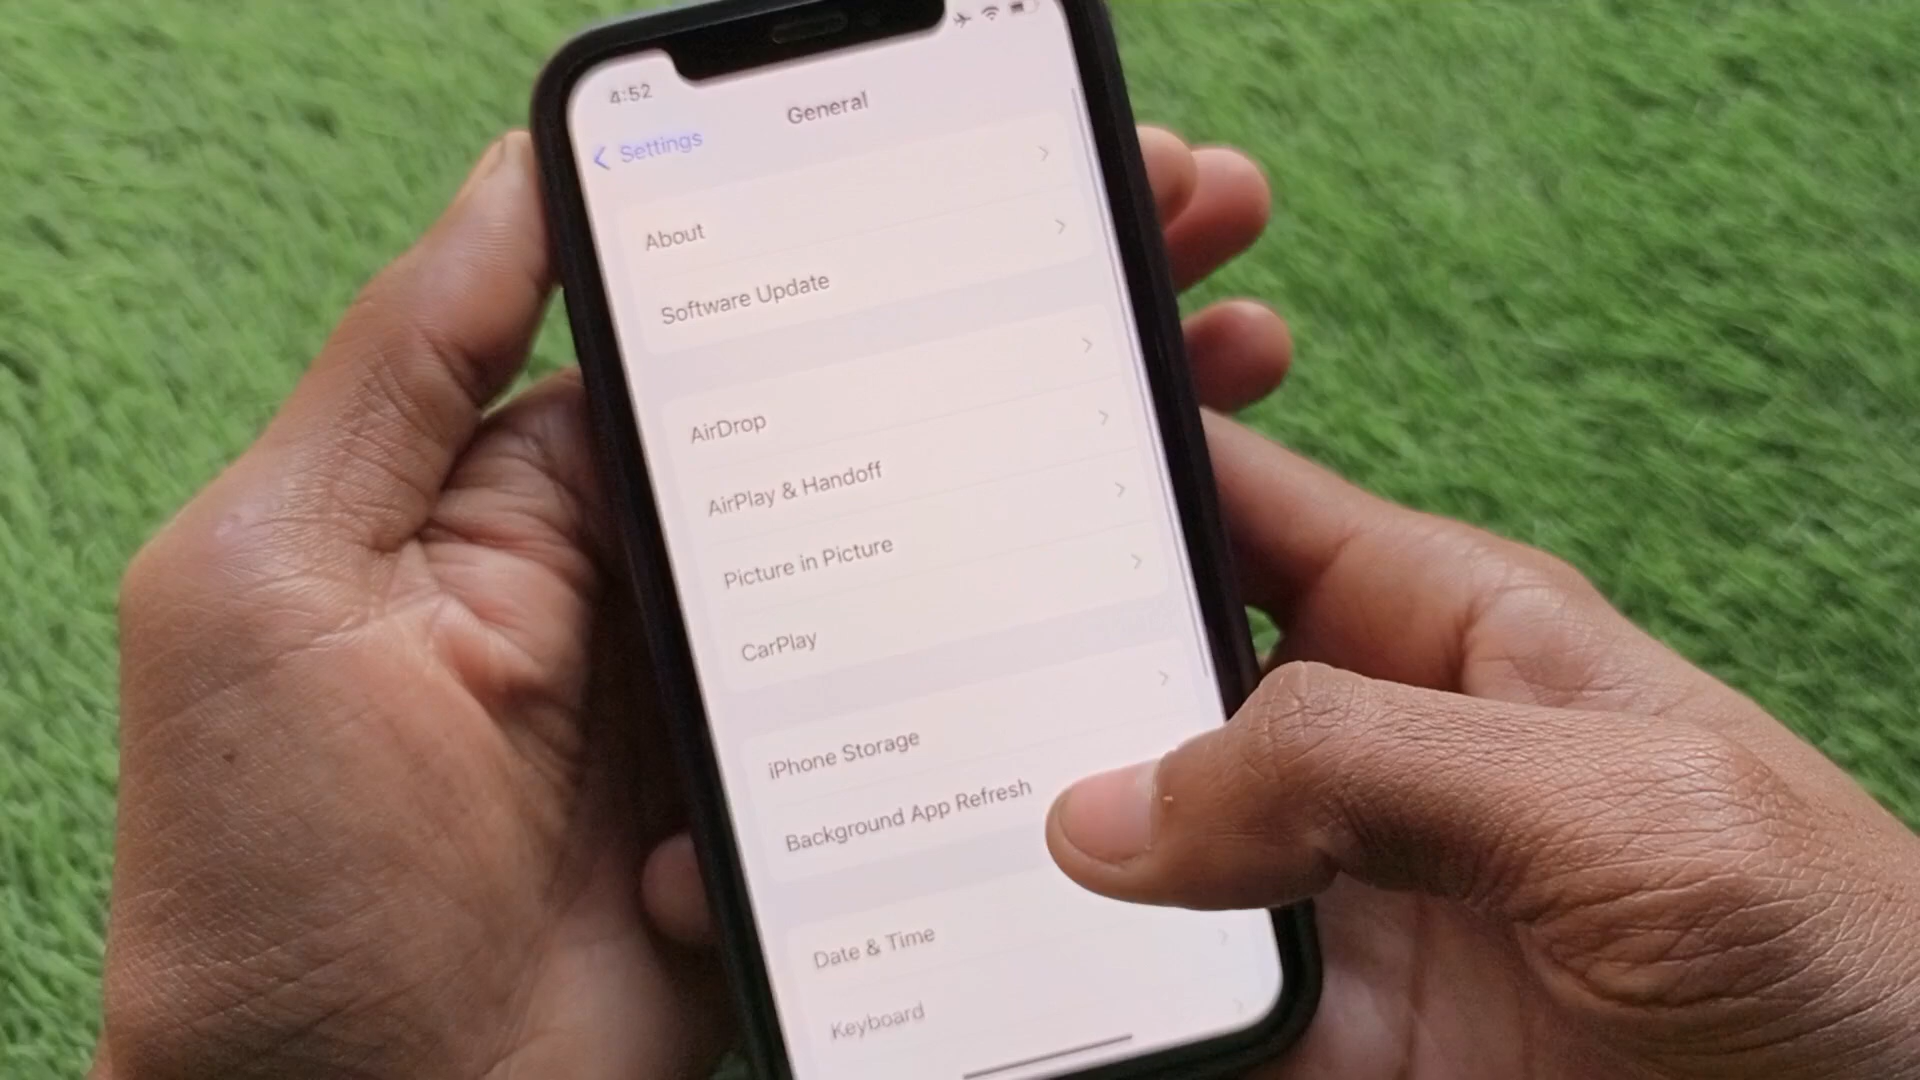 4:52
General
Settings
About
Software Update
AirDrop
AirPlay & Handoff
Picture in Picture
CarPlay
iPhone Storage
Background App Refresh
Date & Time
Keyboard